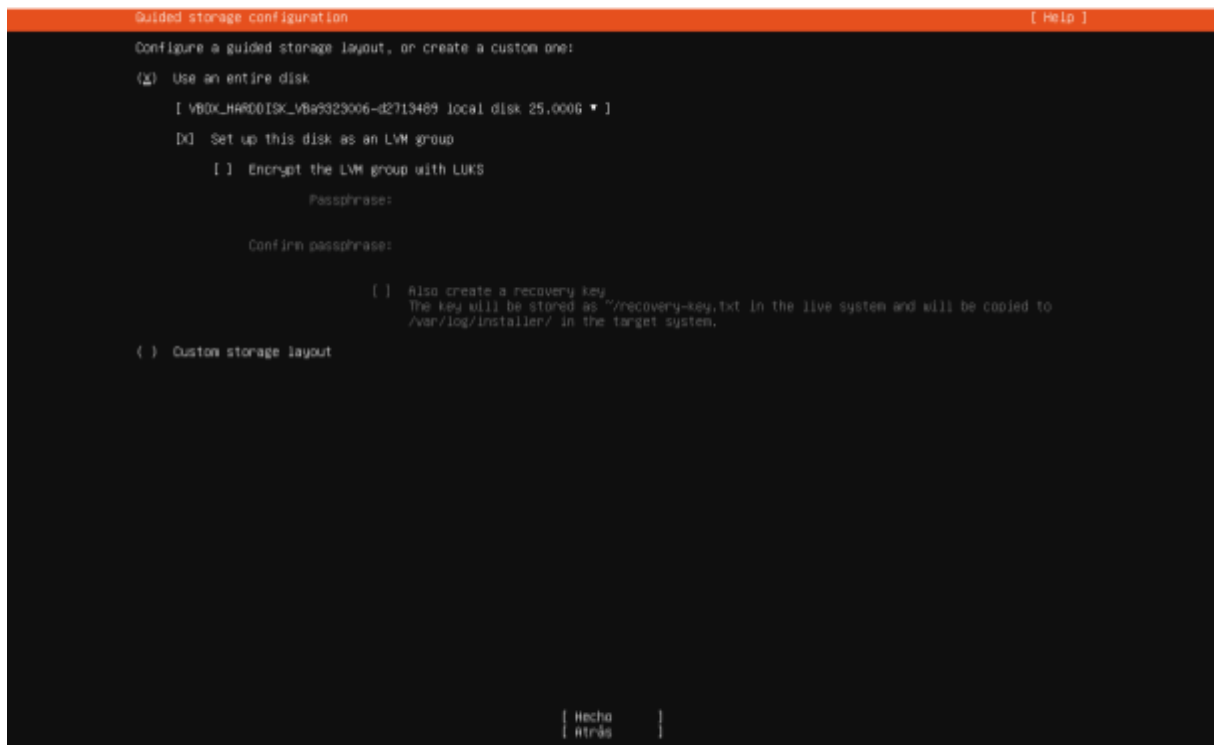 Guided storage configuration [ Help ]
Configure a guided storage layout, or create a custom one:
(X) Use an entire disk
[ VBOX_HARDDISK_VBa9323006-d2713489 local disk 25.000G ▾ ]
[X] Set up this disk as an LVM group
[ ] Encrypt the LVM group with LUKS
Passphrase:
Confirm passphrase:
[ ] Also create a recovery key
The key will be stored as ~/recovery-key.txt in the live system and will be copied to
/var/log/installer/ in the target system.
( ) Custom storage layout
[ Hecho ]
[ Atrás ]